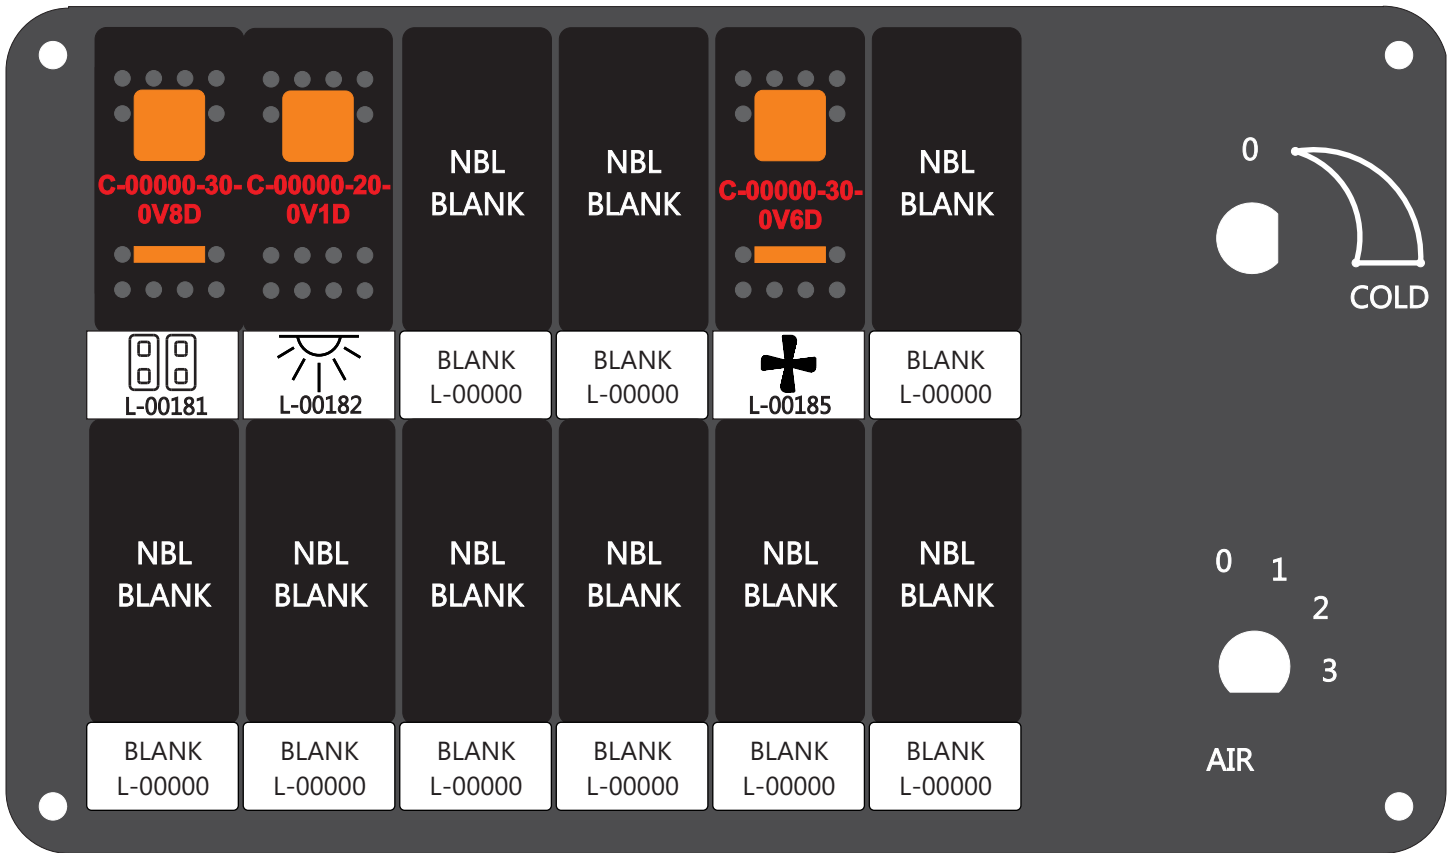 C-00000-30-
0V8D
C-00000-20-
0V1D
NBL
BLANK
NBL
BLANK
C-00000-30-
0V6D
NBL
BLANK
0
COLD
L-00181
L-00182
BLANK
L-00000
BLANK
L-00000
L-00185
BLANK
L-00000
NBL
BLANK
NBL
BLANK
NBL
BLANK
NBL
BLANK
NBL
BLANK
NBL
BLANK
0
1
2
3
BLANK
L-00000
BLANK
L-00000
BLANK
L-00000
BLANK
L-00000
BLANK
L-00000
BLANK
L-00000
AIR